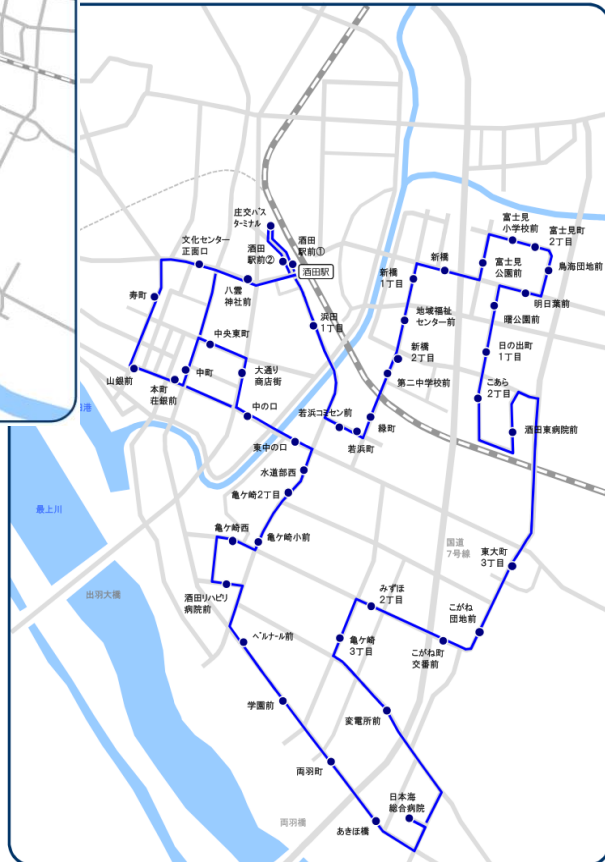 庄交バス
ターミナル
文化センター
正面口
酒田
駅前②
酒田
駅前①
酒田駅
八雲
神社前
寿町
浜田
1丁目
中央東町
中町
大通り
商店街
山銀前
本町
荘銀前
中の口
東中の口
水道部西
亀ケ崎2丁目
亀ケ崎西
亀ケ崎小前
酒田リハビリ
病院前
ベルナール前
学園前
両羽町
あきほ橋
日本海
総合病院
変電所前
亀ケ崎
3丁目
みずほ
2丁目
こがね町
交番前
こがね
団地前
東大町
3丁目
国道
7号線
酒田東病院前
こあら
2丁目
日の出町
1丁目
曙公園前
明日葉前
鳥海団地前
富士見町
2丁目
富士見
小学校前
富士見
公園前
新橋
新橋
1丁目
地域福祉
センター前
新橋
2丁目
第二中学校前
緑町
若浜町
若浜コミセン前
港
最上川
出羽大橋
両羽橋